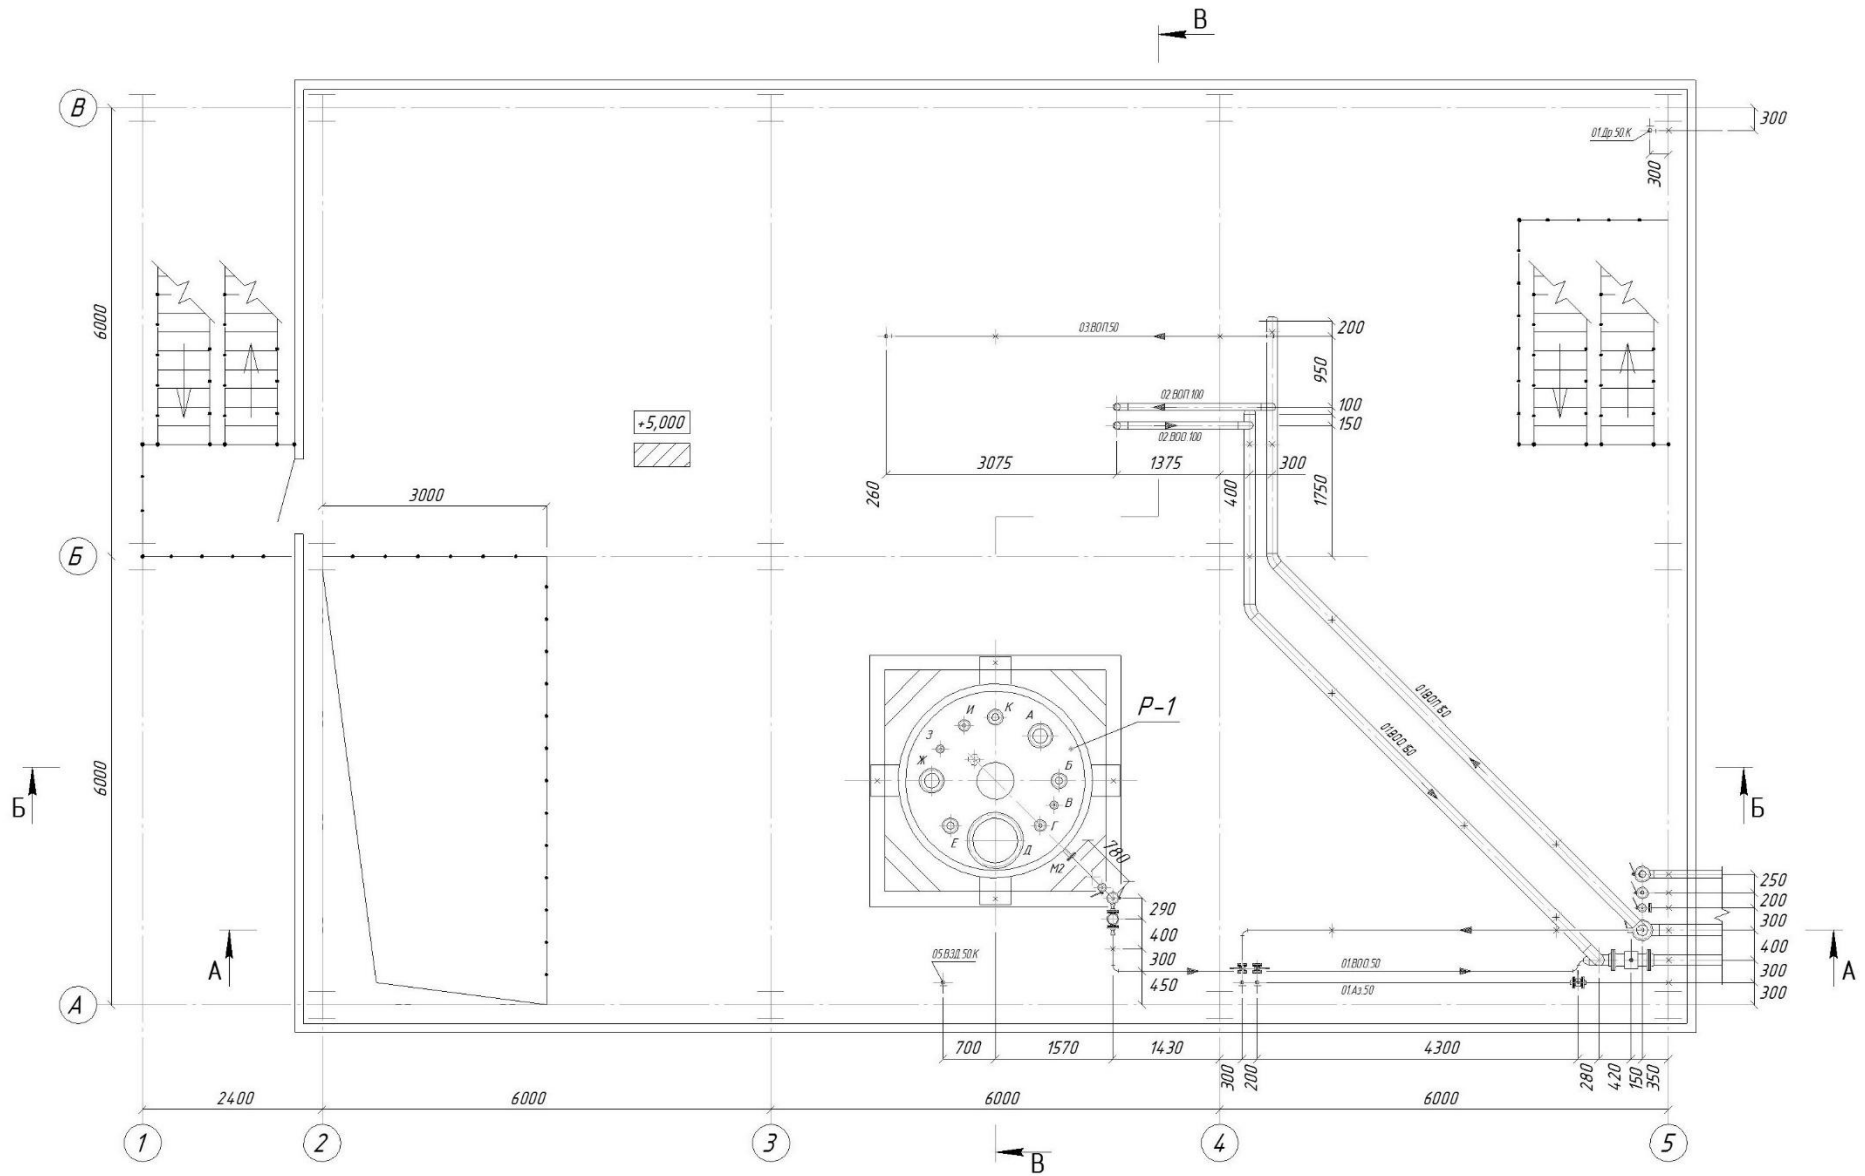 В
В
300
01.Др.50.К
300
6000
03.ВОП.50
200
950
02.ВОП.100
100
+5,000
150
02.ВОО.100
3075
1375
300
3000
260
400
1750
Б
01.ВОП.150
Р-1
К
И
А
01.ВОО.150
З
Ж
Б
6000
Б
В
Б
Г
Е
Д
780
М2
250
200
290
300
400
400
05.ВЗД.50.К
300
01.ВОО.50
300
А
450
01.Аз.50
300
А
А
700
1570
1430
300
200
4300
280
420
150
350
2400
6000
6000
6000
1
2
3
4
5
В